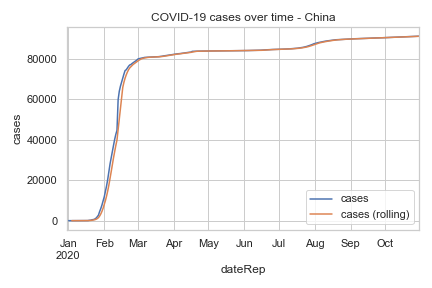 COVID-19 cases over time - China
80000
60000
40000
20000
0
cases
cases
cases (rolling)
Jan Feb Mar Apr May Jun Jul Aug Sep Oct
2020
dateRep